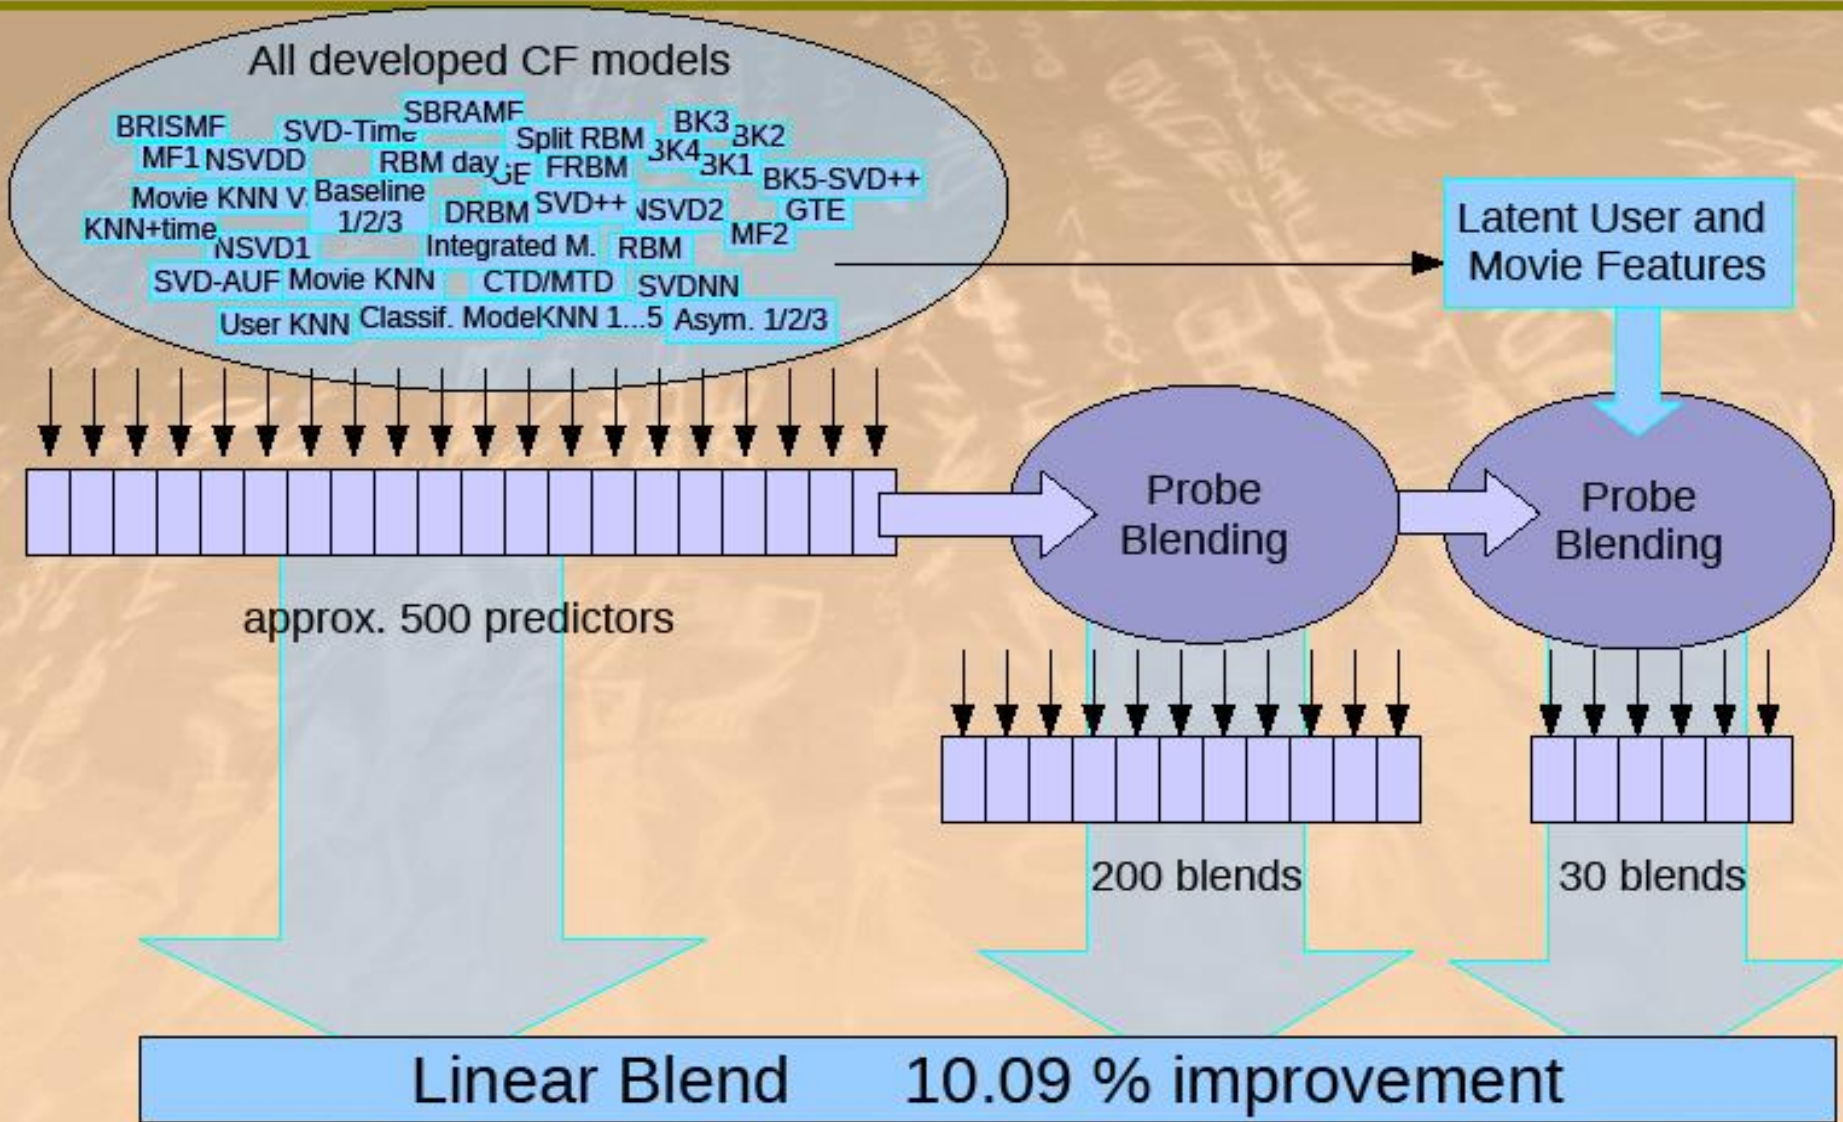 All developed CF models
SBRAMF
BRISMF
SVD-Time
Split RBM
BK3
BK2
MF1
NSVDD
RBM day
FRBM
BK4
BK1
BK5-SVD++
Movie KNN V
Baseline
1/2/3
DRBM
SVD++
NSVD2
GTE
KNN+time
NSVD1
Integrated M.
RBM
MF2
SVD-AUF
Movie KNN
CTD/MTD
SVDNN
User KNN
Classif. Model
KNN 1...5
Asym. 1/2/3
Latent User and
Movie Features
Probe
Blending
Probe
Blending
approx. 500 predictors
200 blends
30 blends
Linear Blend 10.09 % improvement